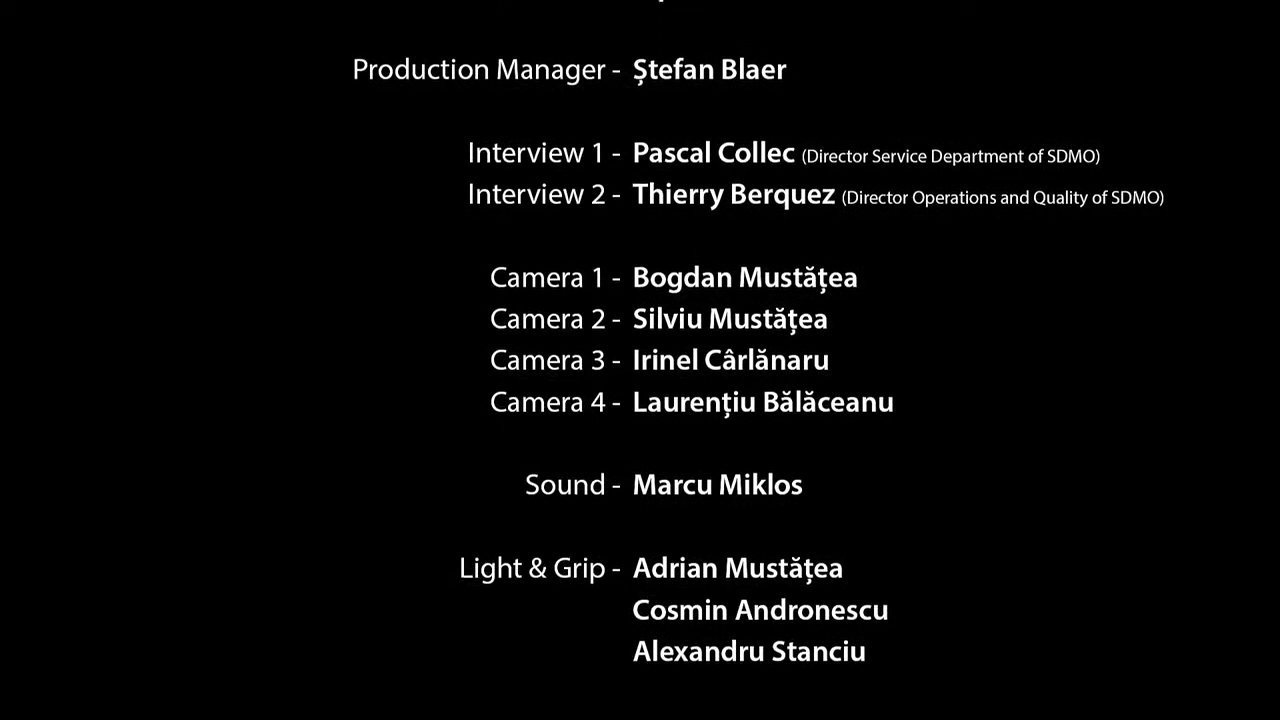 Production Manager - Ștefan Blaer
Interview 1 - Pascal Collec (Director Service Department of SDMO)
Interview 2 - Thierry Berquez (Director Operations and Quality of SDMO)
Camera 1 - Bogdan Mustățea
Camera 2 - Silviu Mustățea
Camera 3 - Irinel Cârlănaru
Camera 4 - Laurențiu Bălăceanu
Sound - Marcu Miklos
Light & Grip - Adrian Mustățea
Cosmin Andronescu
Alexandru Stanciu